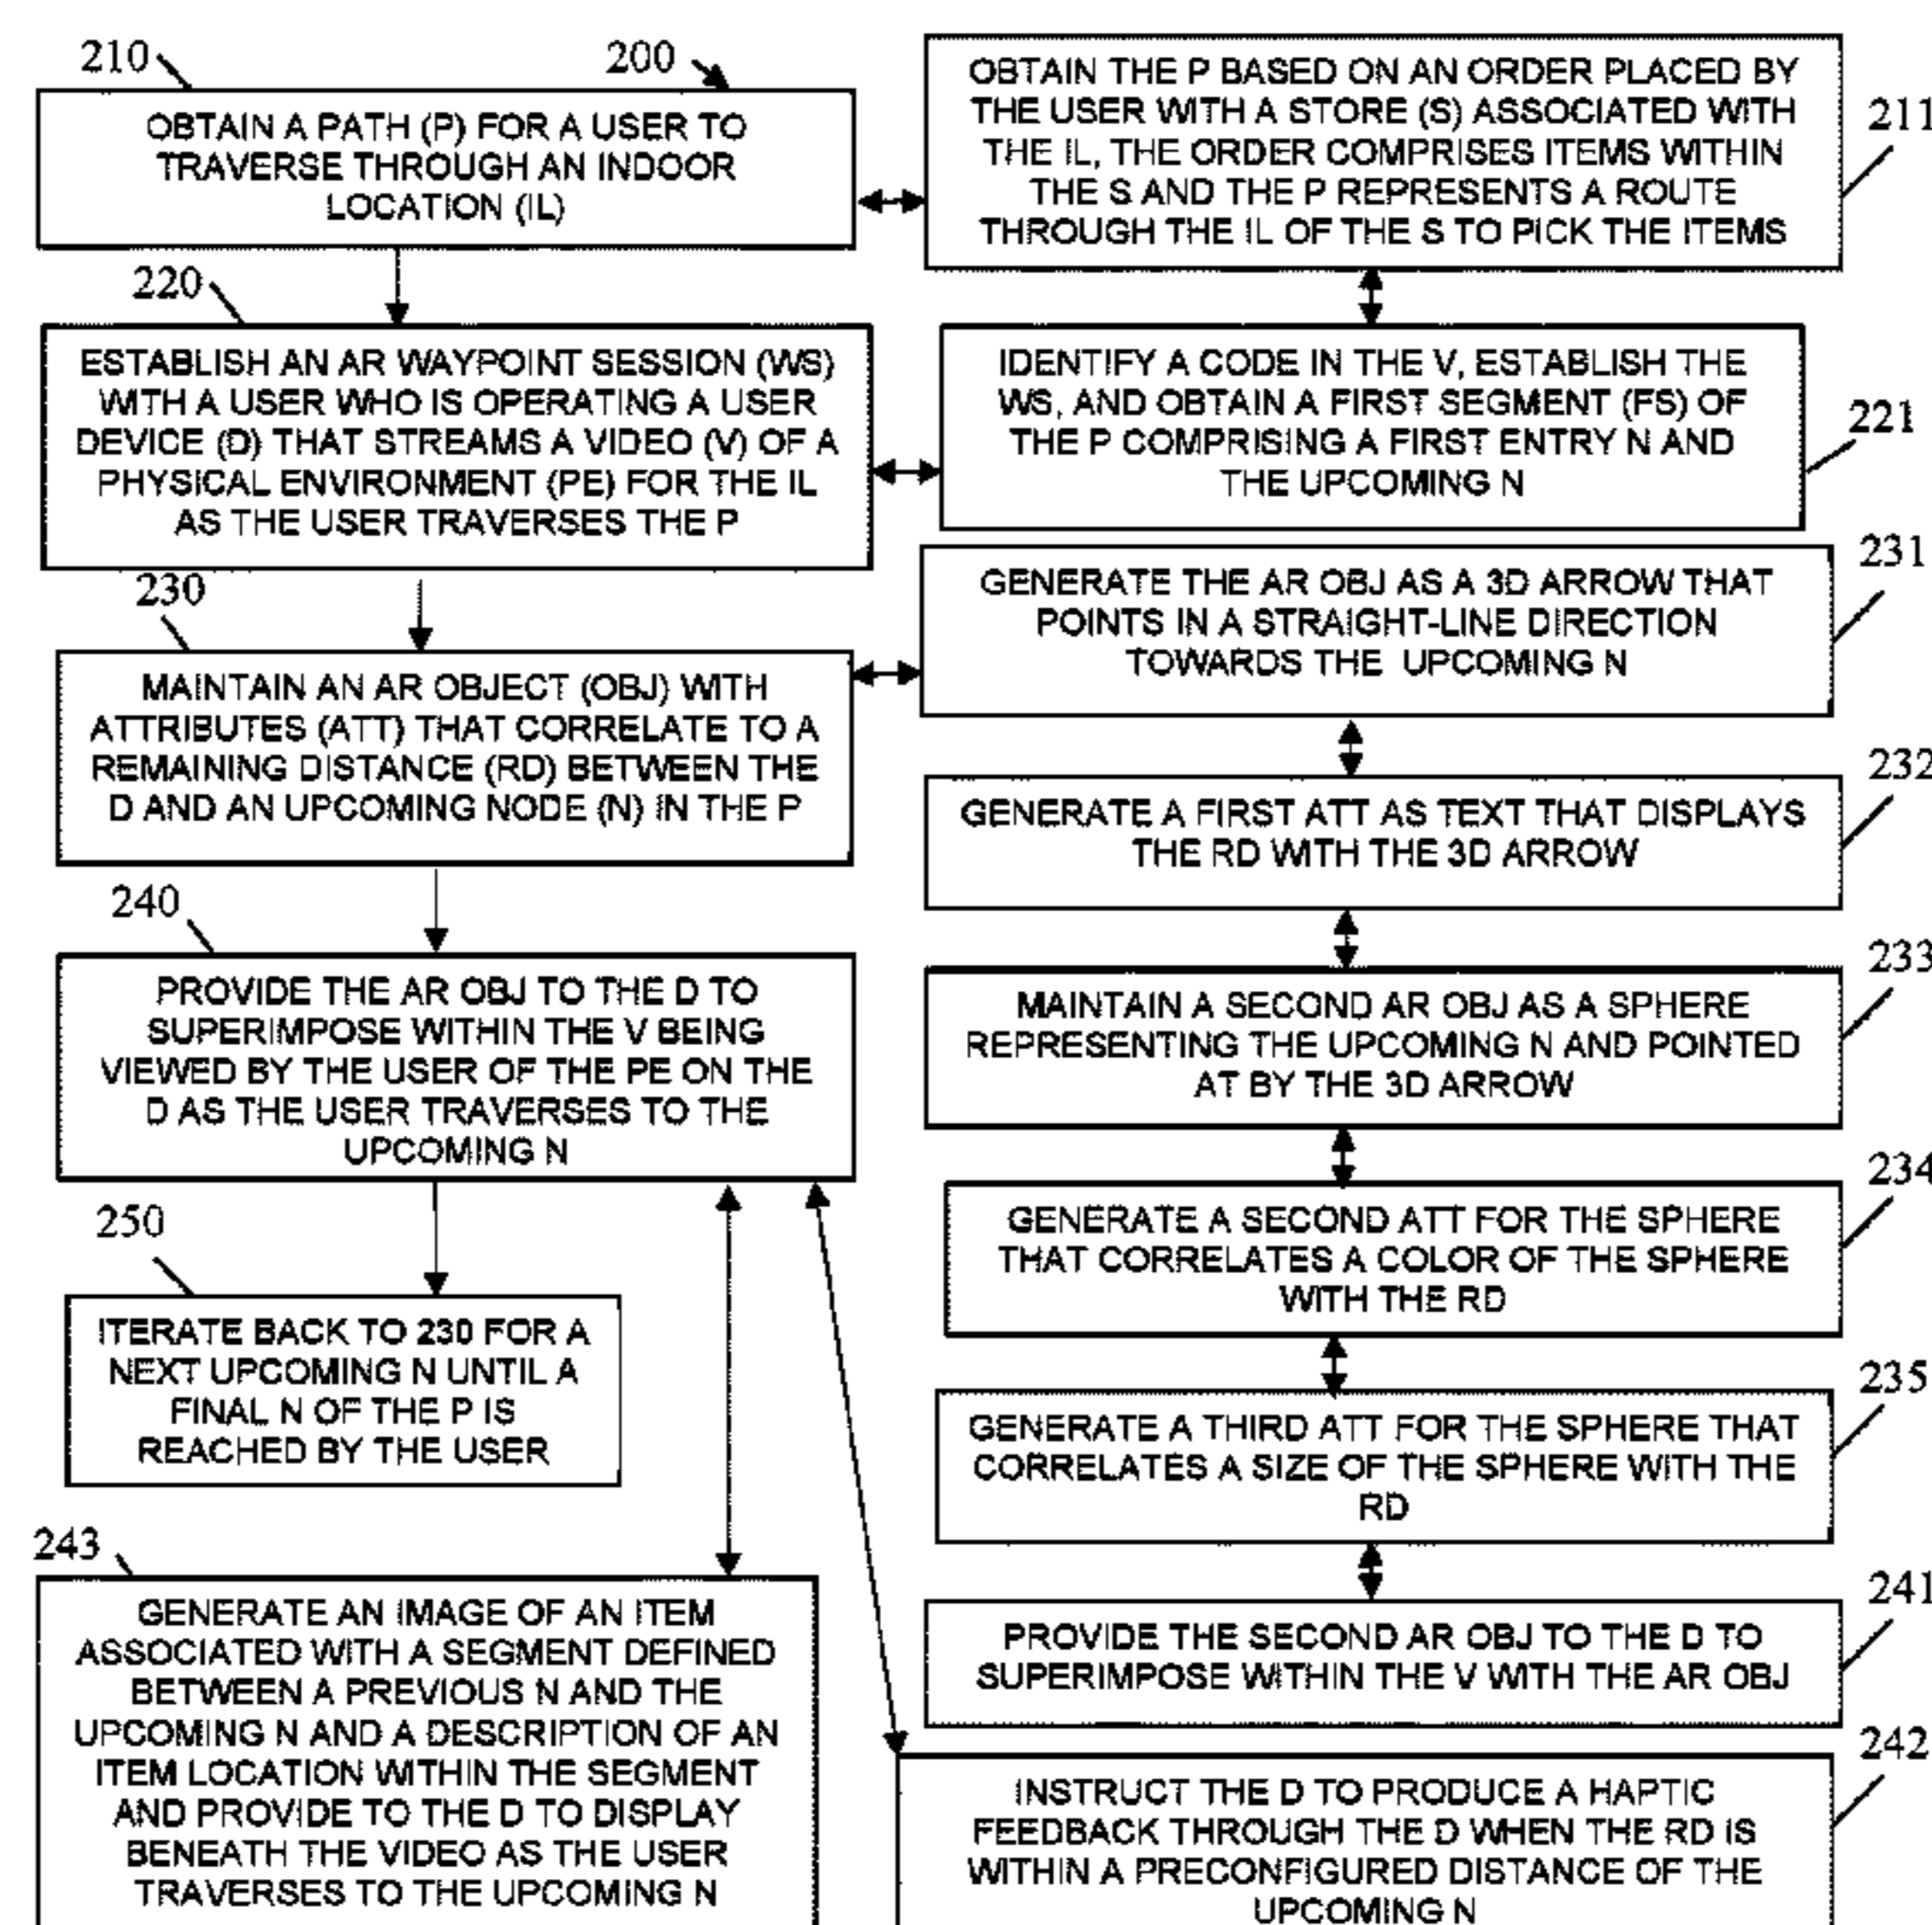 210
200
OBTAIN A PATH (P) FOR A USER TO
TRAVERSE THROUGH AN INDOOR
LOCATION (IL)
OBTAIN THE P BASED ON AN ORDER PLACED BY
THE USER WITH A STORE (S) ASSOCIATED WITH
THE IL, THE ORDER COMPRISES ITEMS WITHIN
THE S AND THE P REPRESENTS A ROUTE
THROUGH THE IL OF THE S TO PICK THE ITEMS
211
220
ESTABLISH AN AR WAYPOINT SESSION (WS)
WITH A USER WHO IS OPERATING A USER
DEVICE (D) THAT STREAMS A VIDEO (V) OF A
PHYSICAL ENVIRONMENT (PE) FOR THE IL
AS THE USER TRAVERSES THE P
IDENTIFY A CODE IN THE V, ESTABLISH THE
WS, AND OBTAIN A FIRST SEGMENT (FS) OF
THE P COMPRISING A FIRST ENTRY N AND
THE UPCOMING N
221
230
MAINTAIN AN AR OBJECT (OBJ) WITH
ATTRIBUTES (ATT) THAT CORRELATE TO A
REMAINING DISTANCE (RD) BETWEEN THE
D AND AN UPCOMING NODE (N) IN THE P
GENERATE THE AR OBJ AS A 3D ARROW THAT
POINTS IN A STRAIGHT-LINE DIRECTION
TOWARDS THE UPCOMING N
231
GENERATE A FIRST ATT AS TEXT THAT DISPLAYS
THE RD WITH THE 3D ARROW
232
240
PROVIDE THE AR OBJ TO THE D TO
SUPERIMPOSE WITHIN THE V BEING
VIEWED BY THE USER OF THE PE ON THE
D AS THE USER TRAVERSES TO THE
UPCOMING N
MAINTAIN A SECOND AR OBJ AS A SPHERE
REPRESENTING THE UPCOMING N AND POINTED
AT BY THE 3D ARROW
233
GENERATE A SECOND ATT FOR THE SPHERE
THAT CORRELATES A COLOR OF THE SPHERE
WITH THE RD
234
250
ITERATE BACK TO 230 FOR A
NEXT UPCOMING N UNTIL A
FINAL N OF THE P IS
REACHED BY THE USER
GENERATE A THIRD ATT FOR THE SPHERE THAT
CORRELATES A SIZE OF THE SPHERE WITH THE
RD
235
243
GENERATE AN IMAGE OF AN ITEM
ASSOCIATED WITH A SEGMENT DEFINED
BETWEEN A PREVIOUS N AND THE
UPCOMING N AND A DESCRIPTION OF AN
ITEM LOCATION WITHIN THE SEGMENT
AND PROVIDE TO THE D TO DISPLAY
BENEATH THE VIDEO AS THE USER
TRAVERSES TO THE UPCOMING N
PROVIDE THE SECOND AR OBJ TO THE D TO
SUPERIMPOSE WITHIN THE V WITH THE AR OBJ
241
INSTRUCT THE D TO PRODUCE A HAPTIC
FEEDBACK THROUGH THE D WHEN THE RD IS
WITHIN A PRECONFIGURED DISTANCE OF THE
UPCOMING N
242